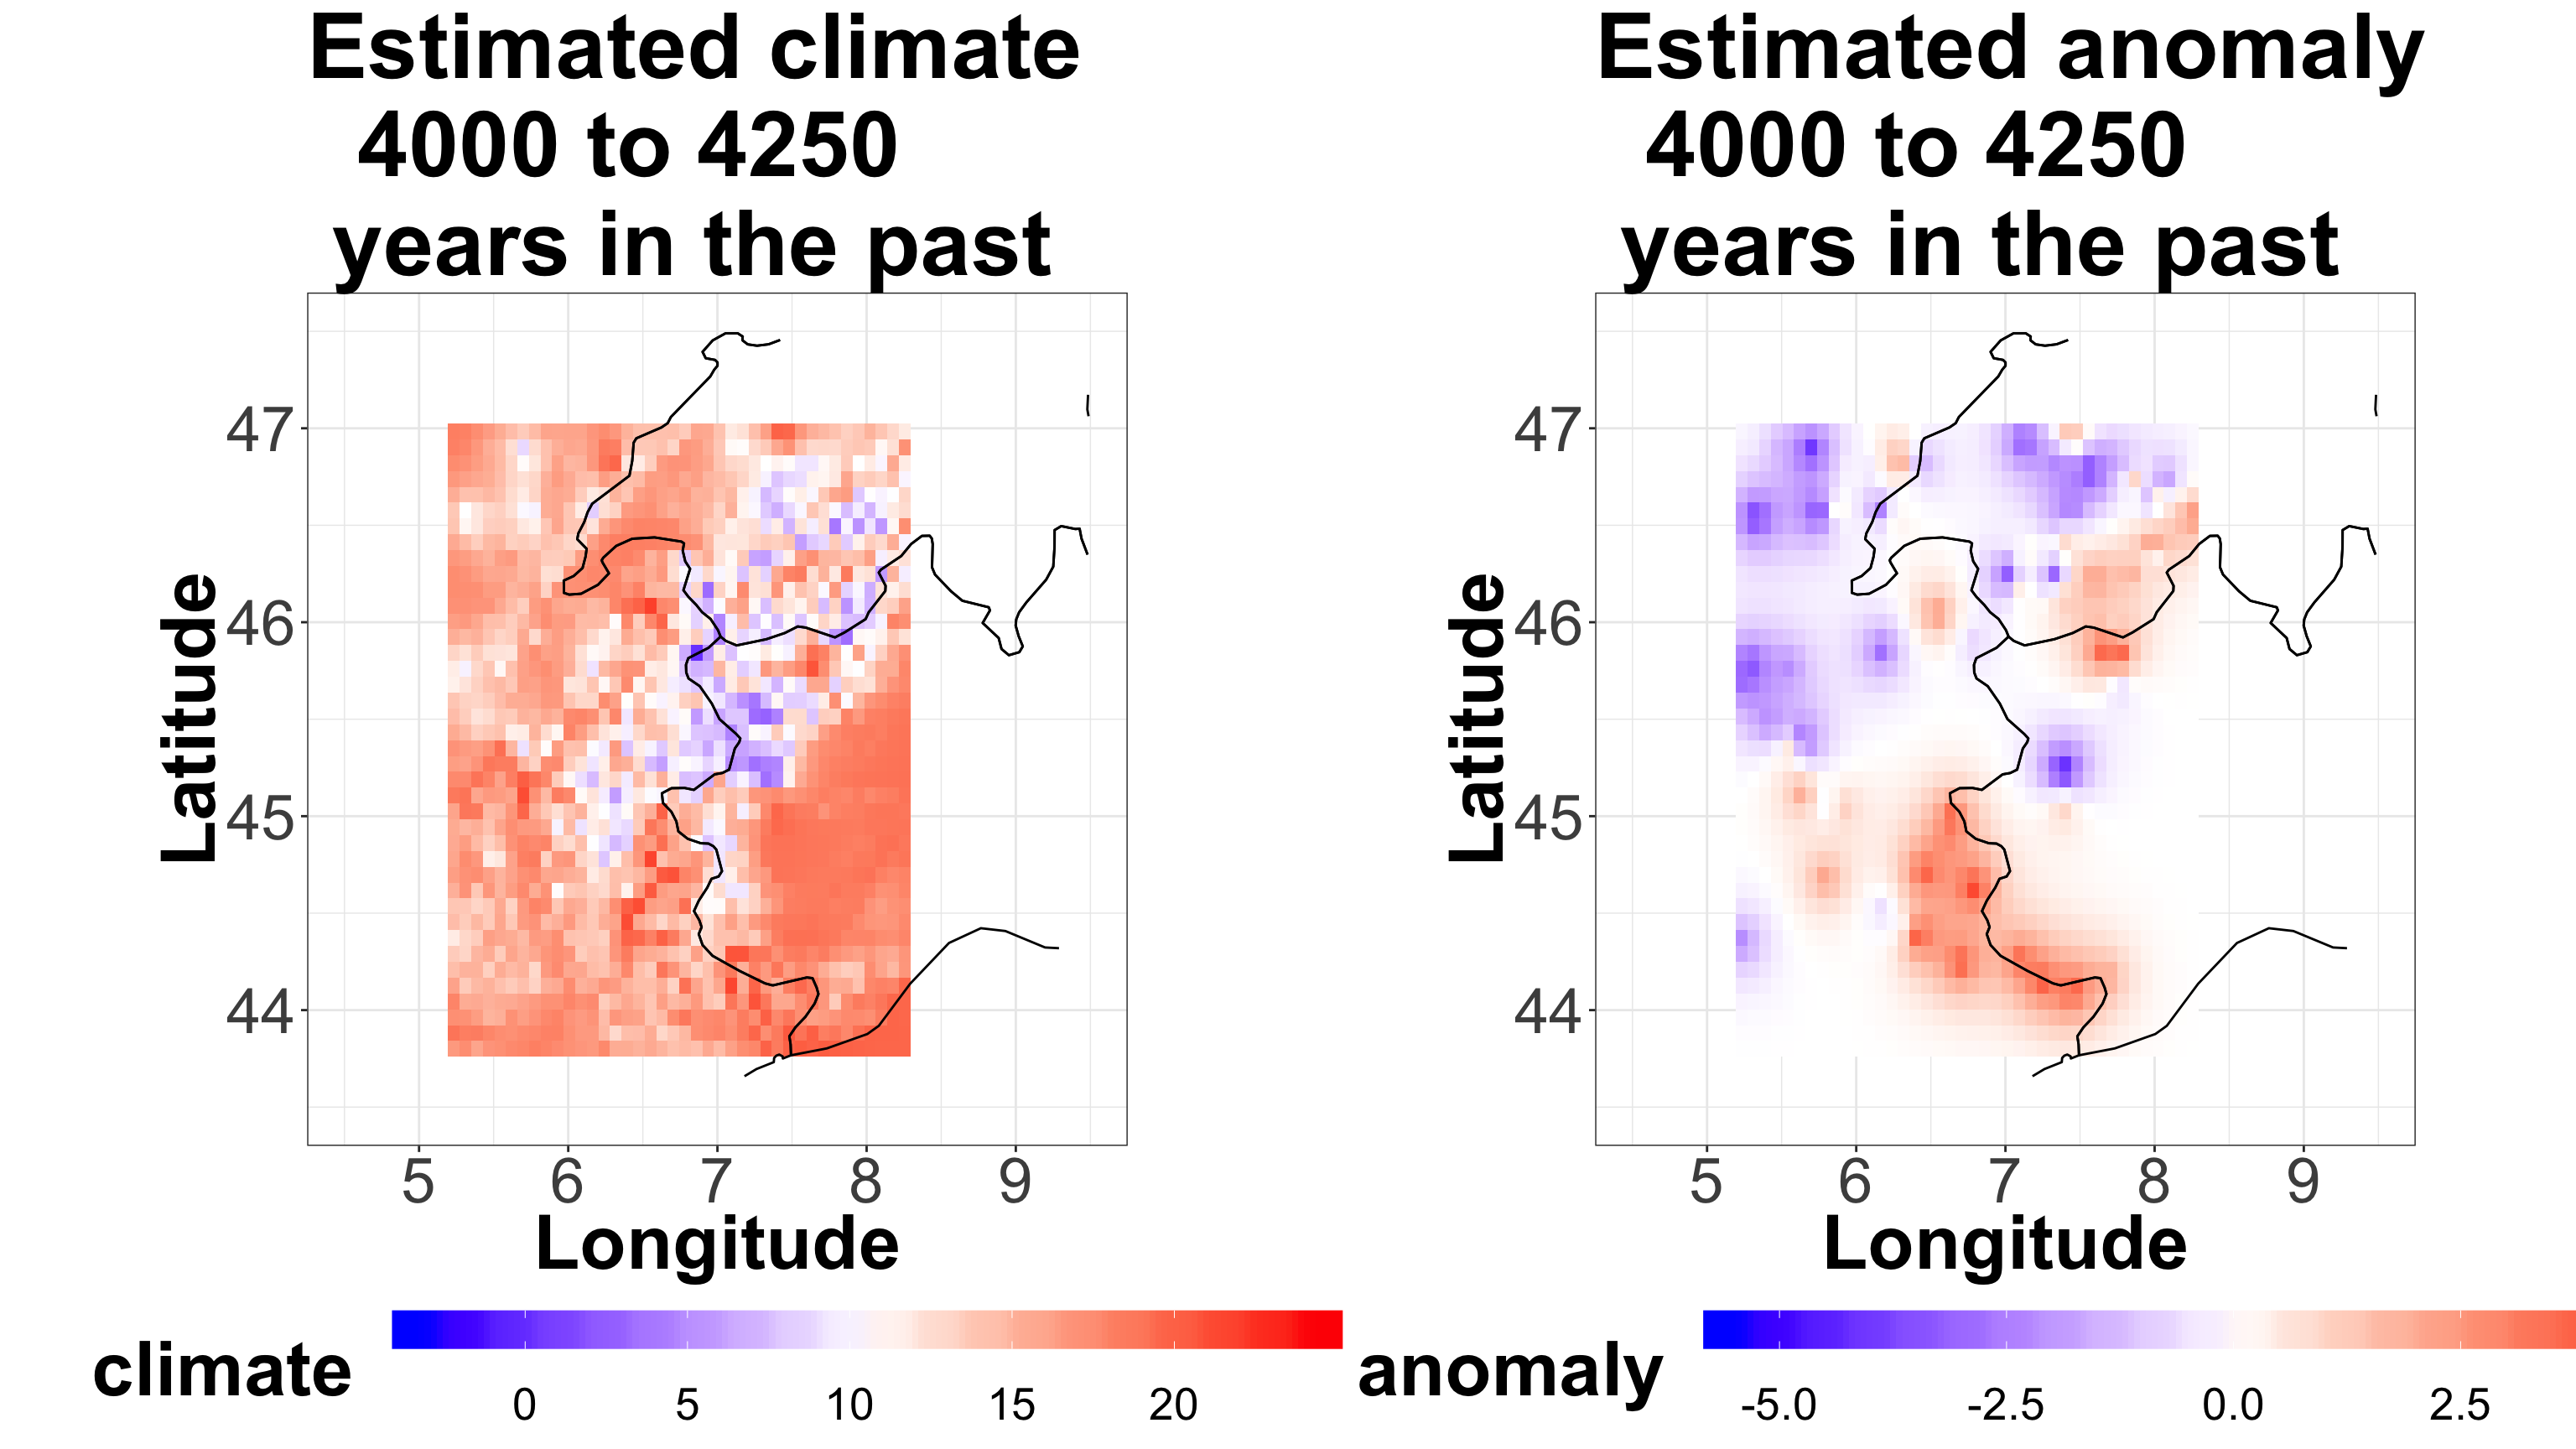 Estimated climate
4000 to 4250
years in the past
47
46
45
44
Latitude
5 6 7 8 9
Longitude
climate
0 5 10 15 20
Estimated anomaly
4000 to 4250
years in the past
47
46
45
44
Latitude
5 6 7 8 9
Longitude
anomaly
-5.0 -2.5 0.0 2.5